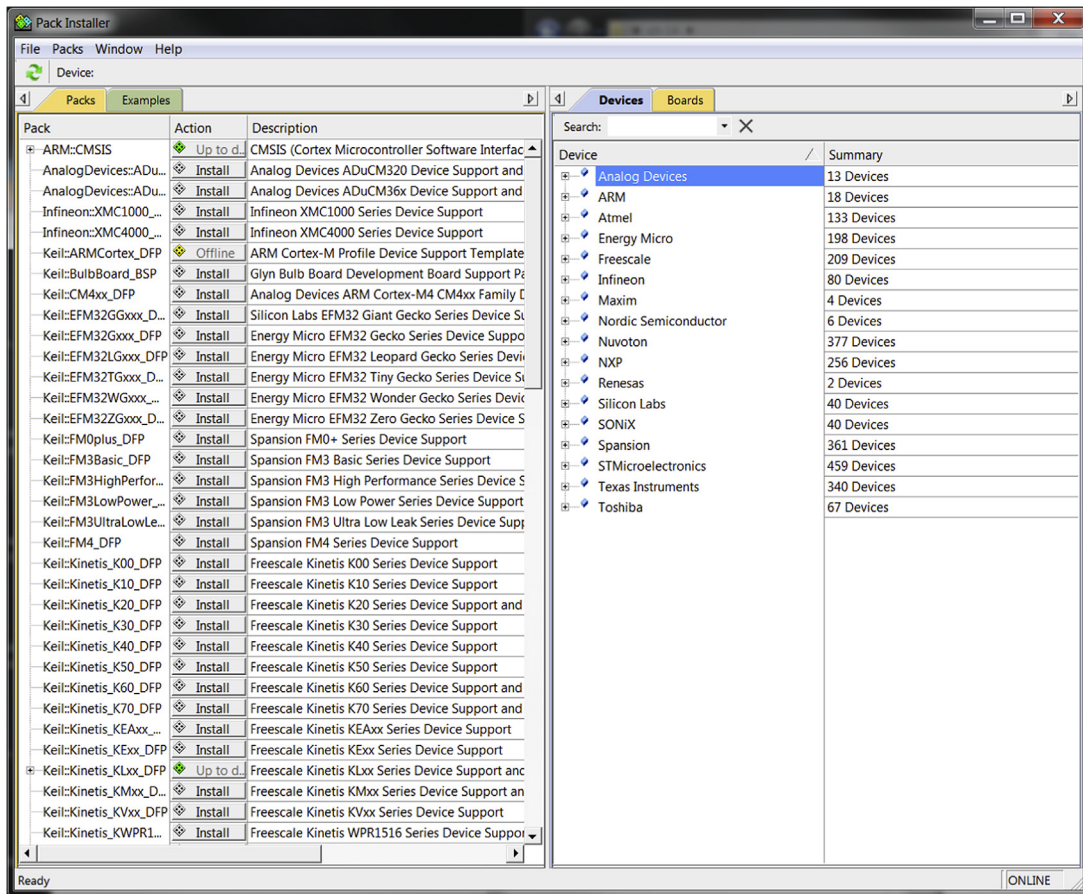 Pack Installer
File Packs Window Help
Device:
Packs Examples
Pack Action Description
ARM::CMSIS Up to d... CMSIS (Cortex Microcontroller Software Interfac
AnalogDevices::ADu... Install Analog Devices ADuCM320 Device Support and
AnalogDevices::ADu... Install Analog Devices ADuCM36x Device Support and
Infineon::XMC1000_... Install Infineon XMC1000 Series Device Support
Infineon::XMC4000_... Install Infineon XMC4000 Series Device Support
Keil::ARMCortex_DFP Offline ARM Cortex-M Profile Device Support Template
Keil::BulbBoard_BSP Install Glyn Bulb Board Development Board Support Pa
Keil::CM4xx_DFP Install Analog Devices ARM Cortex-M4 CM4xx Family D
Keil::EFM32GGxxx_D... Install Silicon Labs EFM32 Giant Gecko Series Device Su
Keil::EFM32Gxxx_DFP Install Energy Micro EFM32 Gecko Series Device Suppo
Keil::EFM32LGxxx_DFP Install Energy Micro EFM32 Leopard Gecko Series Devi
Keil::EFM32TGxxx_D... Install Energy Micro EFM32 Tiny Gecko Series Device Su
Keil::EFM32WGxxx_... Install Energy Micro EFM32 Wonder Gecko Series Devic
Keil::EFM32ZGxxx_D... Install Energy Micro EFM32 Zero Gecko Series Device S
Keil::FM0plus_DFP Install Spansion FM0+ Series Device Support
Keil::FM3Basic_DFP Install Spansion FM3 Basic Series Device Support
Keil::FM3HighPerfor... Install Spansion FM3 High Performance Series Device S
Keil::FM3LowPower_... Install Spansion FM3 Low Power Series Device Support
Keil::FM3UltraLowLe... Install Spansion FM3 Ultra Low Leak Series Device Supp
Keil::FM4_DFP Install Spansion FM4 Series Device Support
Keil::Kinetis_K00_DFP Install Freescale Kinetis K00 Series Device Support
Keil::Kinetis_K10_DFP Install Freescale Kinetis K10 Series Device Support
Keil::Kinetis_K20_DFP Install Freescale Kinetis K20 Series Device Support and
Keil::Kinetis_K30_DFP Install Freescale Kinetis K30 Series Device Support
Keil::Kinetis_K40_DFP Install Freescale Kinetis K40 Series Device Support
Keil::Kinetis_K50_DFP Install Freescale Kinetis K50 Series Device Support
Keil::Kinetis_K60_DFP Install Freescale Kinetis K60 Series Device Support and
Keil::Kinetis_K70_DFP Install Freescale Kinetis K70 Series Device Support and
Keil::Kinetis_KEAxx_... Install Freescale Kinetis KEAxx Series Device Support
Keil::Kinetis_KExx_DFP Install Freescale Kinetis KExx Series Device Support
Keil::Kinetis_KLxx_DFP Up to d... Freescale Kinetis KLxx Series Device Support and
Keil::Kinetis_KMxx_D... Install Freescale Kinetis KMxx Series Device Support an
Keil::Kinetis_KVxx_DFP Install Freescale Kinetis KVxx Series Device Support
Keil::Kinetis_KWPR1... Install Freescale Kinetis WPR1516 Series Device Suppor
Devices Boards
Search:
Device Summary
Analog Devices 13 Devices
ARM 18 Devices
Atmel 133 Devices
Energy Micro 198 Devices
Freescale 209 Devices
Infineon 80 Devices
Maxim 4 Devices
Nordic Semiconductor 6 Devices
Nuvoton 377 Devices
NXP 256 Devices
Renesas 2 Devices
Silicon Labs 40 Devices
SONiX 40 Devices
Spansion 361 Devices
STMicroelectronics 459 Devices
Texas Instruments 340 Devices
Toshiba 67 Devices
Ready ONLINE